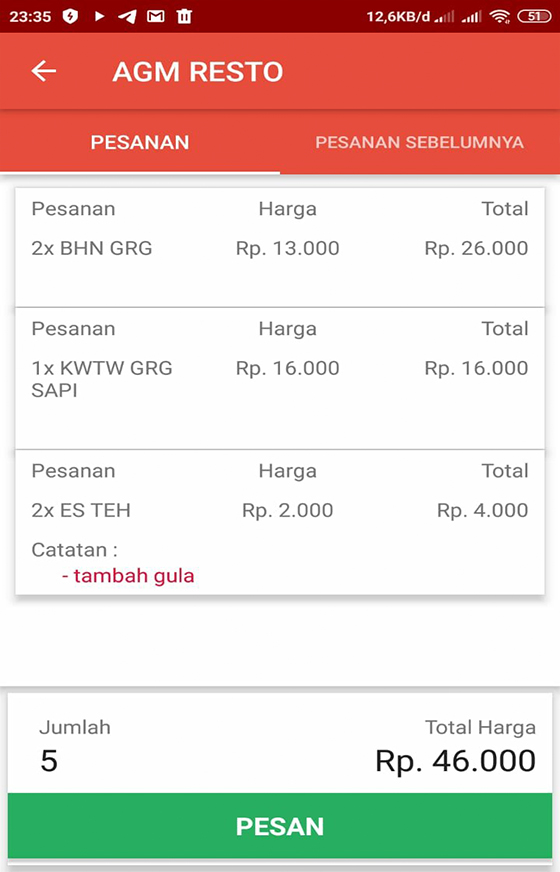 23:35 12,6KB/d 51
AGM RESTO
PESANAN PESANAN SEBELUMNYA
Pesanan Harga Total
2x BHN GRG Rp. 13.000 Rp. 26.000
Pesanan Harga Total
1x KWTW GRG Rp. 16.000 Rp. 16.000
SAPI
Pesanan Harga Total
2x ES TEH Rp. 2.000 Rp. 4.000
Catatan :
- tambah gula
Jumlah Total Harga
5 Rp. 46.000
PESAN